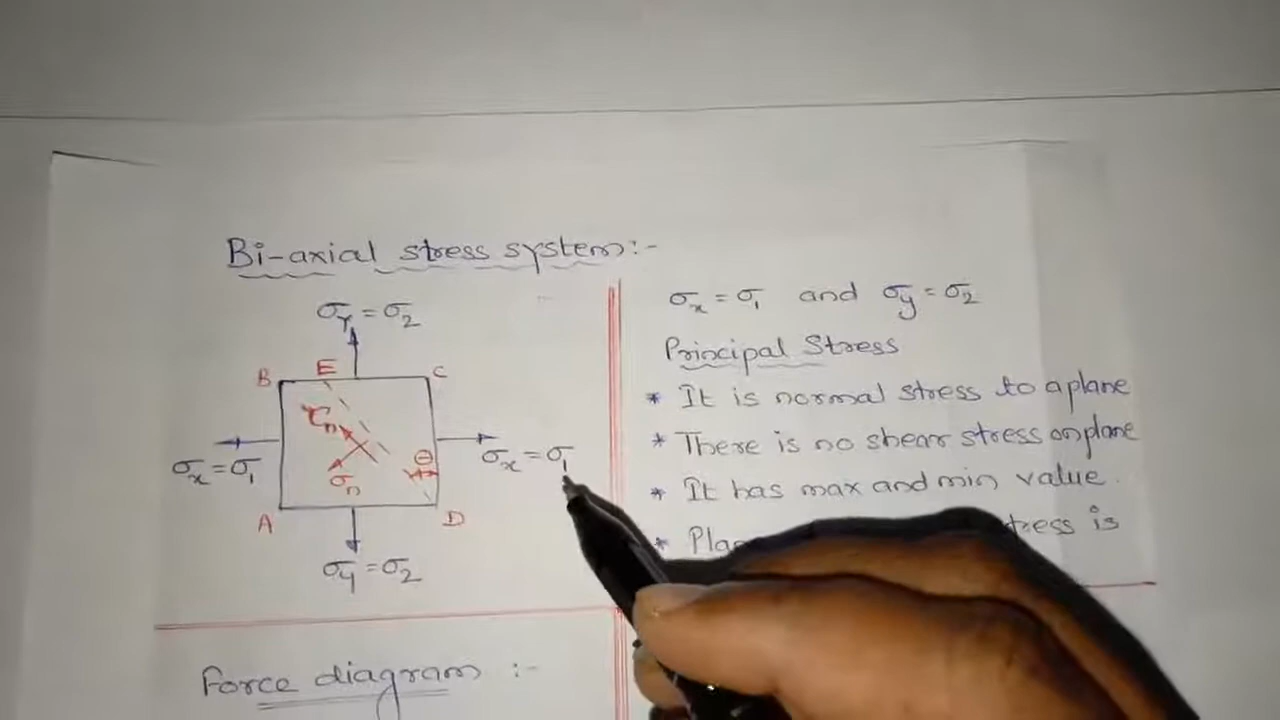 Bi-axial stress system:-
σy = σ2
B E C
τn
θ
σx = σ1
σx = σ1
σn
A D
σy = σ2
σx = σ1 and σy = σ2
Principal Stress
* It is normal stress to a plane
* There is no shear stress on plane
* It has max and min value.
* is
Force diagram :-